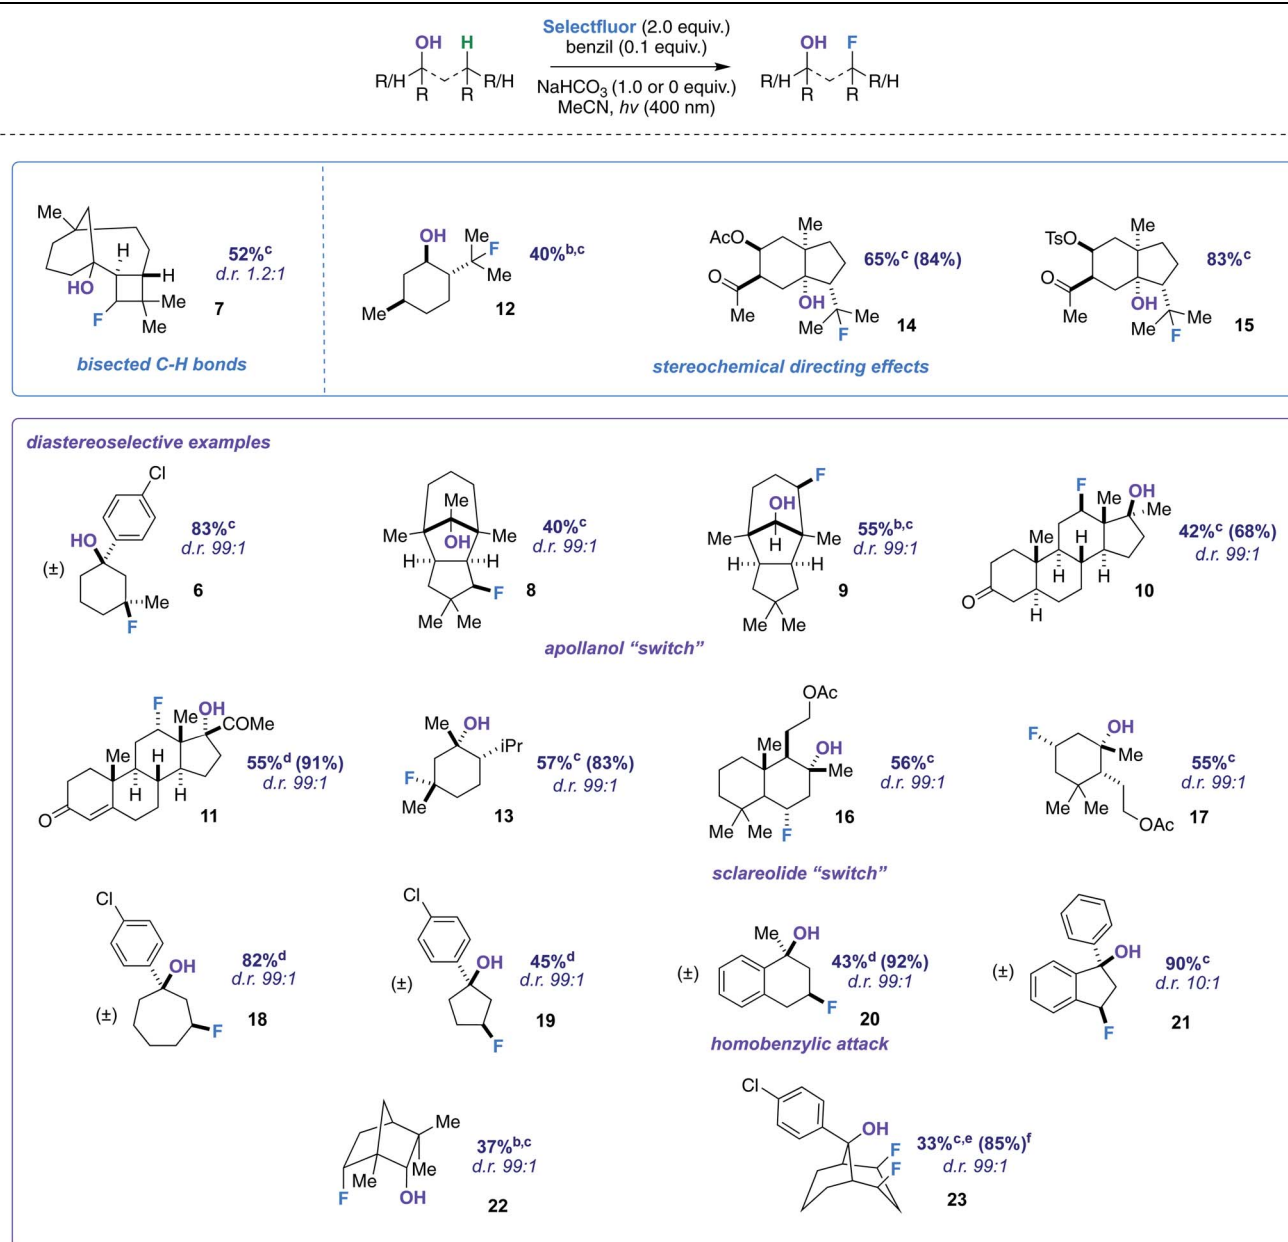 OH H
R/H R R R/H
Selectfluor (2.0 equiv.)
benzil (0.1 equiv.)
NaHCO₃ (1.0 or 0 equiv.)
MeCN, hν (400 nm)
OH F
R/H R R R/H
Me
H
H
HO
F
Me
Me
52%ᶜ
d.r. 1.2:1
7
bisected C-H bonds
OH
Me
F
Me
Me
40%ᵇ,ᶜ
12
AcO
Me
O
Me
OH
Me
Me
F
65%ᶜ (84%)
14
TsO
Me
O
Me
OH
Me
Me
F
83%ᶜ
15
stereochemical directing effects
diastereoselective examples
Cl
HO
(±)
Me
F
83%ᶜ
d.r. 99:1
6
Me
Me
OH
Me
H
H
F
Me Me
40%ᶜ
d.r. 99:1
8
F
OH
Me
H
Me
H
H
Me Me
55%ᵇ,ᶜ
d.r. 99:1
9
F
Me
OH
Me
Me
H
H
H
H
O
H
42%ᶜ (68%)
d.r. 99:1
10
apollanol “switch”
F
Me
OH
COMe
Me
H
H
H
O
55%ᵈ (91%)
d.r. 99:1
11
Me
OH
iPr
F
Me
57%ᶜ (83%)
d.r. 99:1
13
OAc
Me
OH
Me
Me Me
F
56%ᶜ
d.r. 99:1
16
F
OH
Me
Me Me
OAc
55%ᶜ
d.r. 99:1
17
sclareolide “switch”
Cl
OH
(±)
F
82%ᵈ
d.r. 99:1
18
Cl
OH
(±)
F
45%ᵈ
d.r. 99:1
19
Me
OH
(±)
F
43%ᵈ (92%)
d.r. 99:1
20
OH
(±)
F
90%ᶜ
d.r. 10:1
21
homobenzylic attack
Me
Me
Me
F
OH
37%ᵇ,ᶜ
d.r. 99:1
22
Cl
OH
F
F
33%ᶜ,ᵉ (85%)ᶠ
d.r. 99:1
23